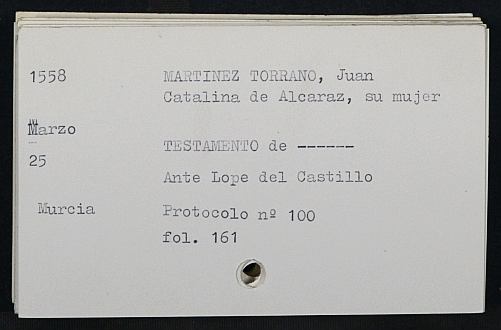 1558 MARTINEZ TORRANO, Juan
Catalina de Alcaraz, su mujer
Marzo
TESTAMENTO de ------
25
Ante Lope del Castillo
Murcia Protocolo nº 100
fol. 161